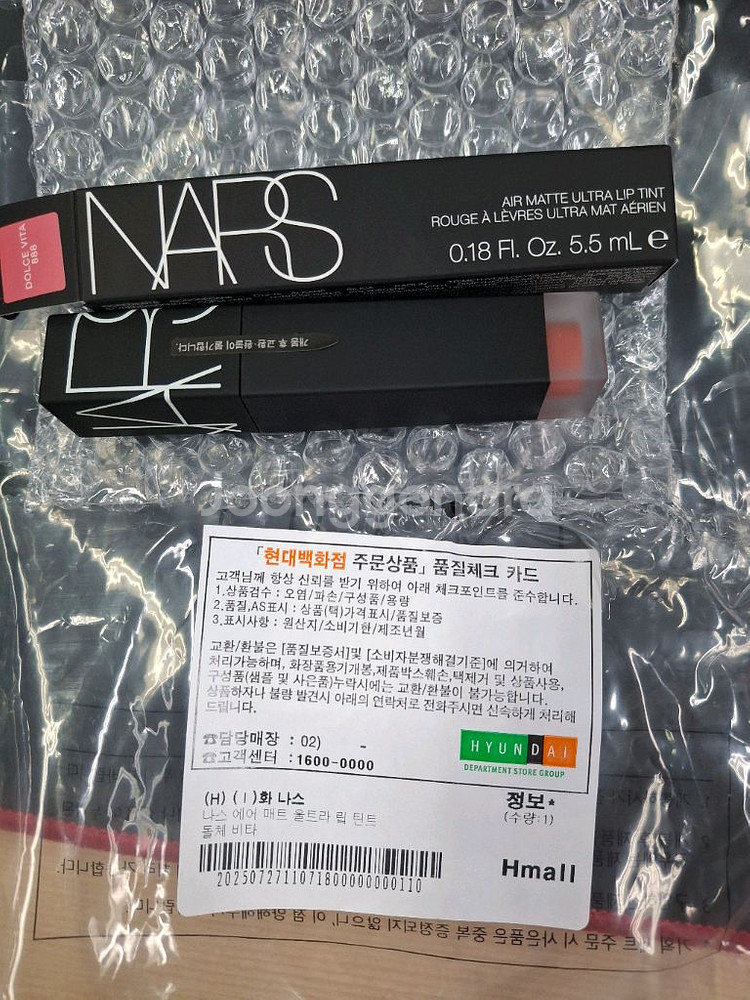 DOLCE VITA
888
NARS
AIR MATTE ULTRA LIP TINT
ROUGE À LÈVRES ULTRA MAT AÉRIEN
0.18 Fl. Oz. 5.5 mL ℮
NARS
개봉 후 교환·환불이 불가합니다.
「현대백화점 주문상품」 품질체크 카드
고객님께 항상 신뢰를 받기 위하여 아래 체크포인트를 준수합니다.
1.상품검수 : 오염/파손/구성품/용량
2.품질,AS표시 : 상품(택)가격표시/품질보증
3.표시사항 : 원산지/소비기한/제조년월
교환/환불은 [품질보증서]및 [소비자분쟁해결기준]에 의거하여
처리가능하며, 화장품용기개봉,제품박스훼손,택제거 및 상품사용,
구성품(샘플 및 사은품)누락시에는 교환/환불이 불가능합니다.
상품하자나 불량 발견시 아래의 연락처로 전화주시면 신속하게 처리해
드립니다.
☎담당매장 : 02) -
☎고객센터 : 1600-0000
HYUNDAI
DEPARTMENT STORE GROUP
(H) (I)화 나스
정보*
나스 에어 매트 울트라 립 틴트
(수량:1)
돌체 비타
Hmall
20250727110718000000000110